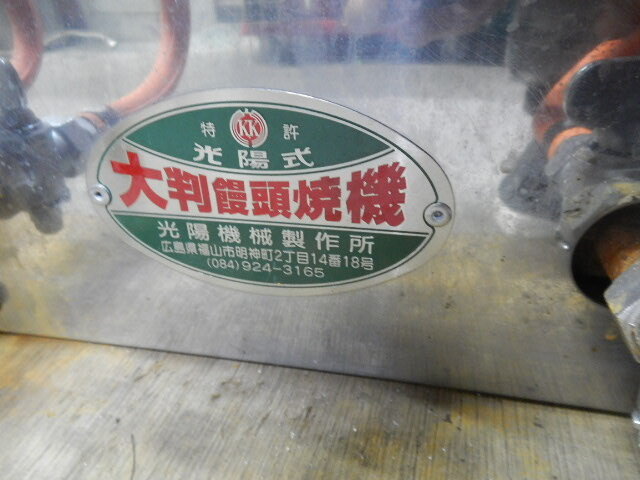 KK
特許
光陽式
大判饅頭焼機
光陽機械製作所
広島県福山市明神町2丁目14番18号
(084)924-3165